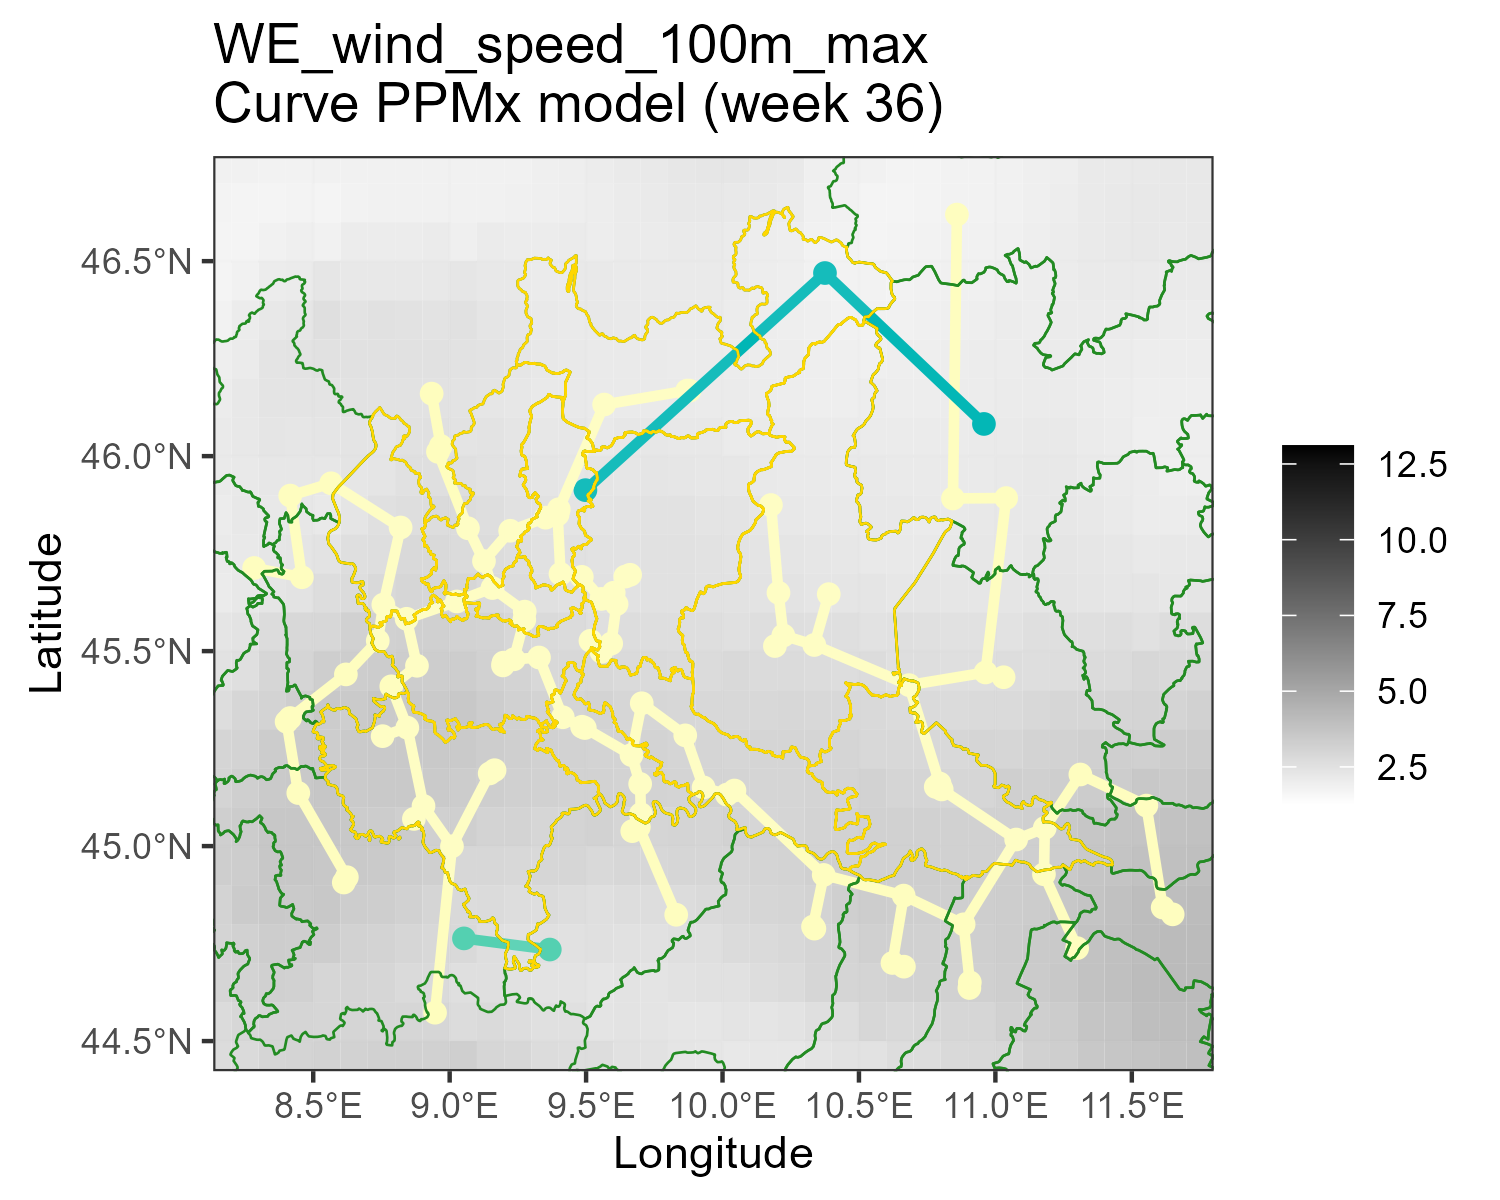 WE_wind_speed_100m_max
Curve PPMx model (week 36)
46.5°N
46.0°N
45.5°N
45.0°N
44.5°N
Latitude
8.5°E
9.0°E
9.5°E
10.0°E
10.5°E
11.0°E
11.5°E
Longitude
12.5
10.0
7.5
5.0
2.5